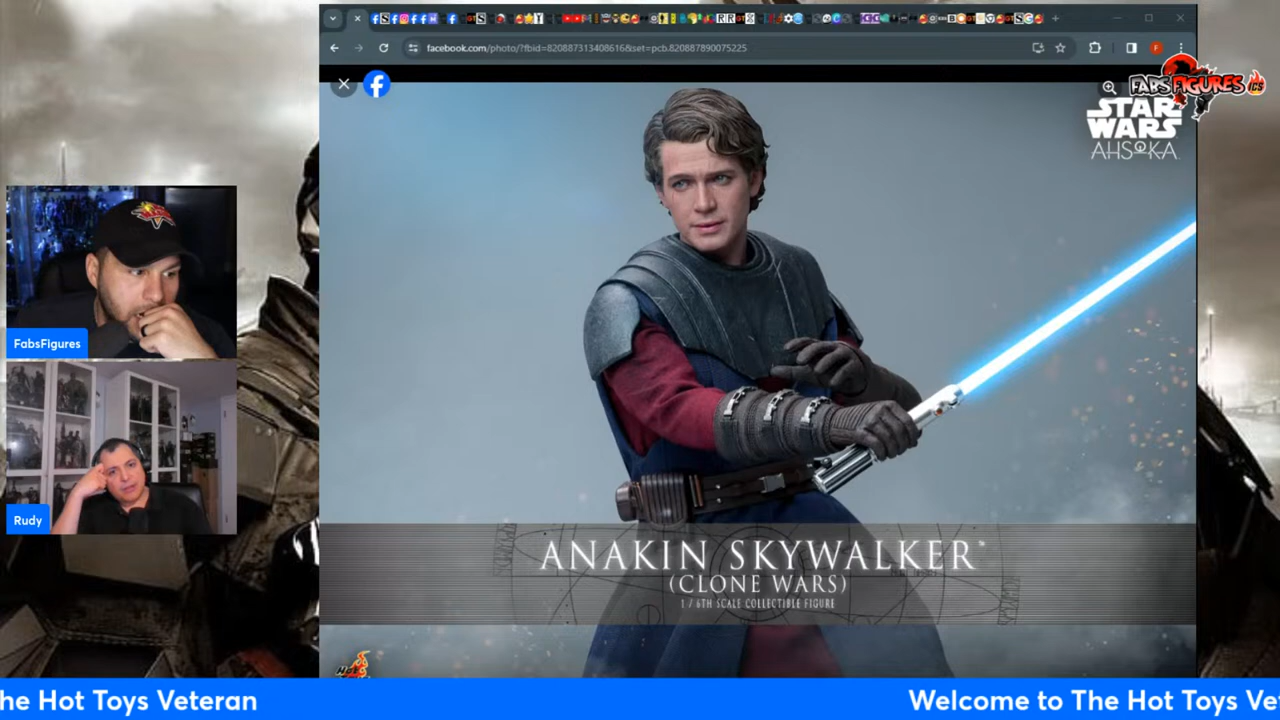 facebook.com/photo/?fbid=820887313408616&set=pcb.820887890075225
FABSFIGURES
STAR
WARS
AHSOKA
FabsFigures
Rudy
ANAKIN SKYWALKER™
(CLONE WARS)
1 / 6TH SCALE COLLECTIBLE FIGURE
HOT
he Hot Toys Veteran
Welcome to The Hot Toys Vet